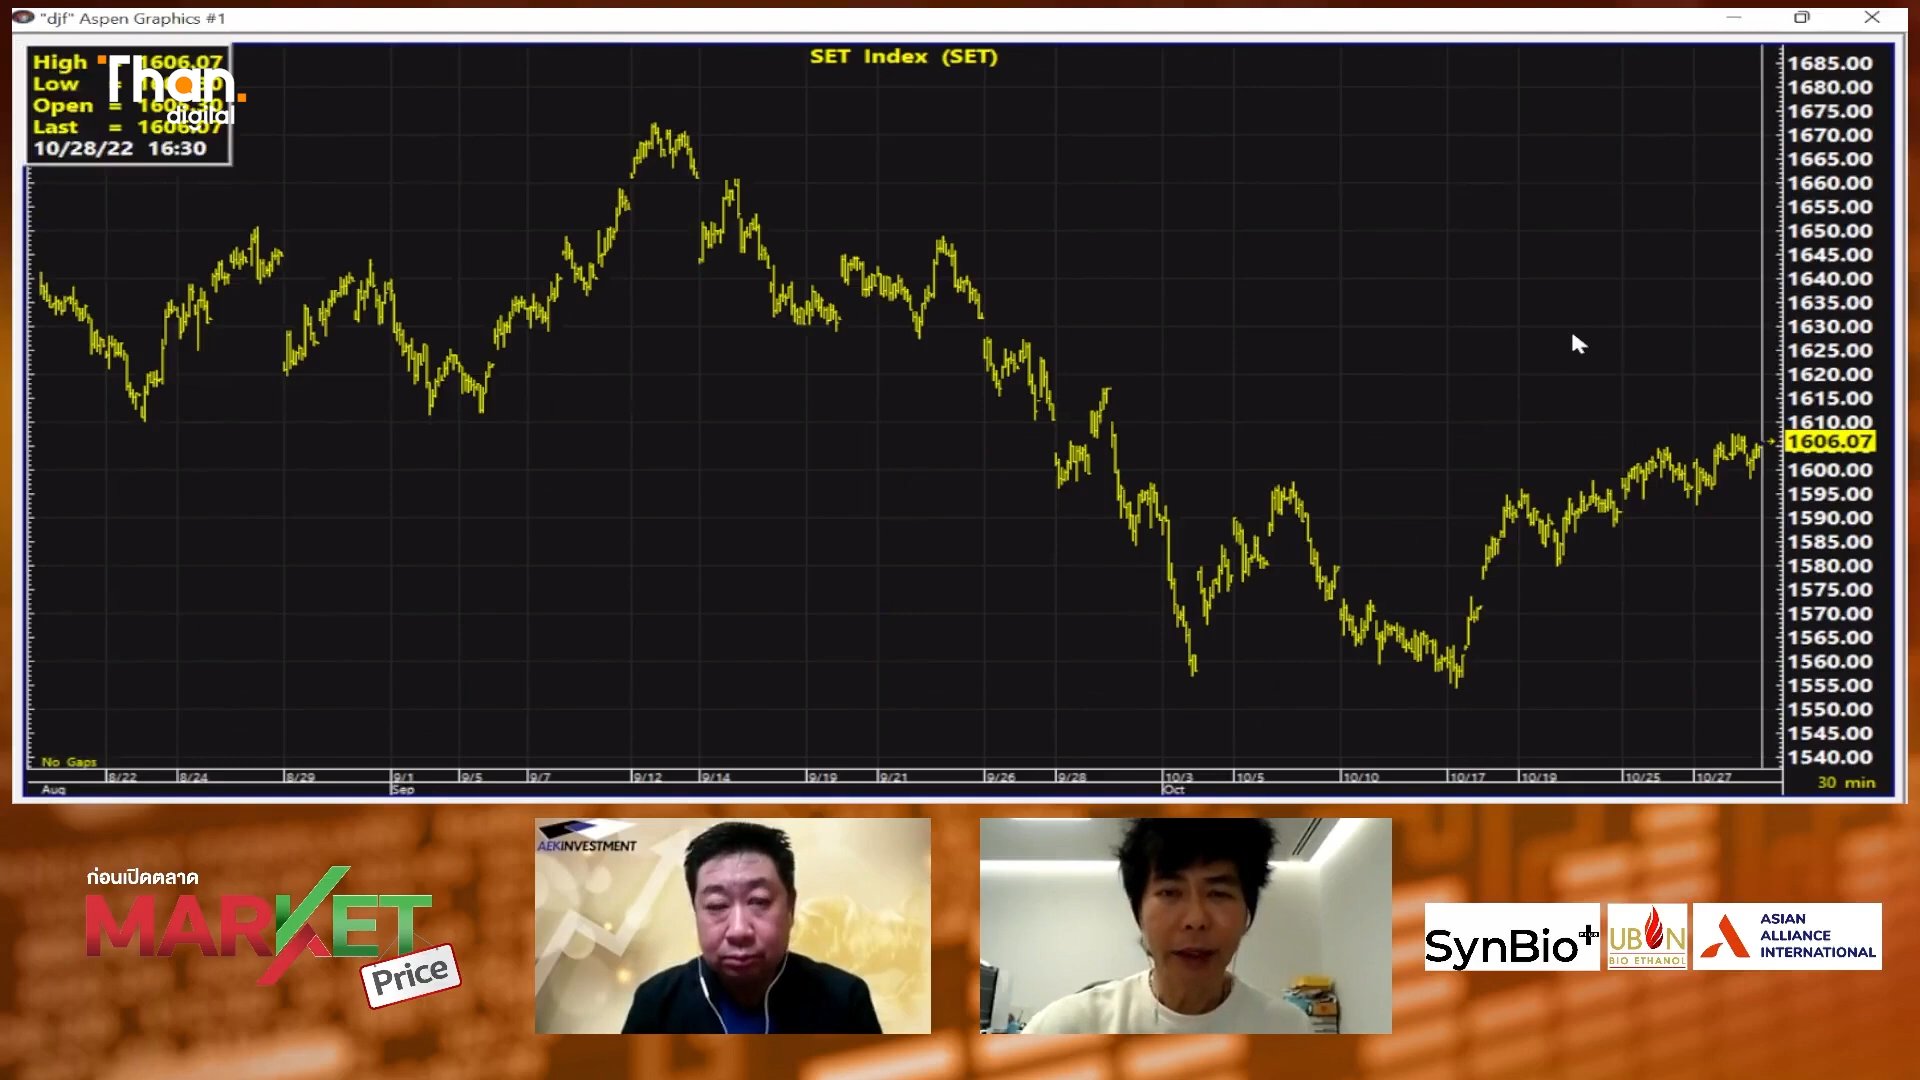 "djf" Aspen Graphics #1
SET Index (SET)
High = 1606.07
Low =
Open = 1606.30
Last = 1606.07
10/28/22 16:30
Than.
digital
1685.00
1680.00
1675.00
1670.00
1665.00
1660.00
1655.00
1650.00
1645.00
1640.00
1635.00
1630.00
1625.00
1620.00
1615.00
1610.00
1606.07
1600.00
1595.00
1590.00
1585.00
1580.00
1575.00
1570.00
1565.00
1560.00
1555.00
1550.00
1545.00
1540.00
30 min
No Gaps
8/22 8/24 8/29 9/1 9/5 9/7 9/12 9/14 9/19 9/21 9/26 9/28 10/3 10/5 10/10 10/17 10/19 10/25 10/27
Aug Sep Oct
ก่อนเปิดตลาด
MARKET
Price
AEKINVESTMENT
SynBio+
UBON
BIO ETHANOL
ASIAN
ALLIANCE
INTERNATIONAL